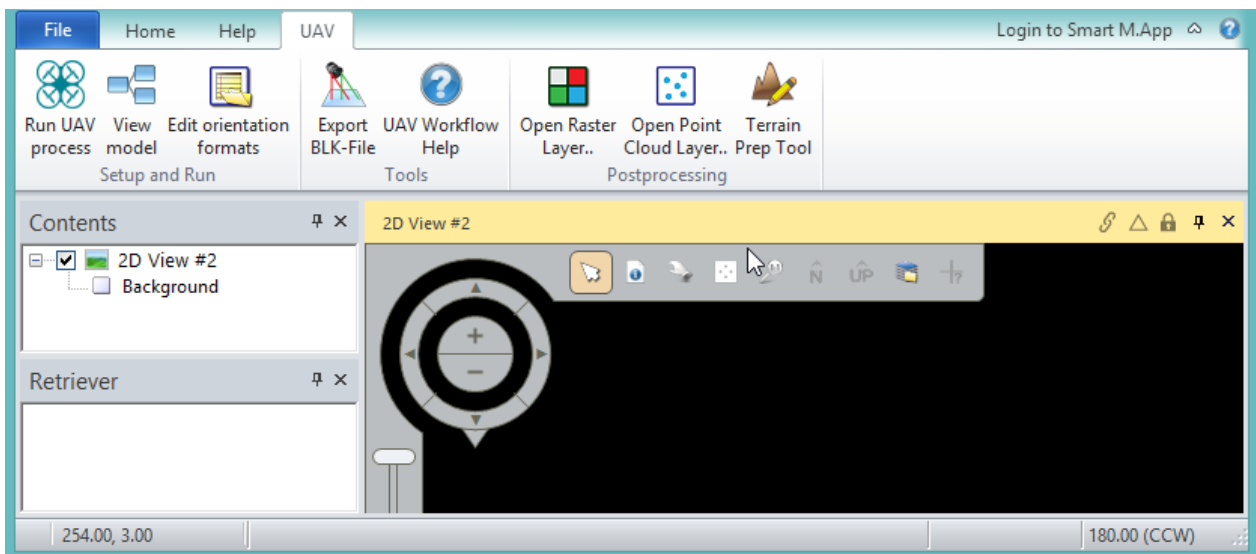 File Home Help UAV Login to Smart M.App
Run UAV process
View model
Edit orientation formats
Export BLK-File
UAV Workflow Help
Open Raster Layer..
Open Point Cloud Layer..
Terrain Prep Tool
Setup and Run Tools Postprocessing
Contents
2D View #2
2D View #2
Background
N UP
Retriever
254.00, 3.00 180.00 (CCW)